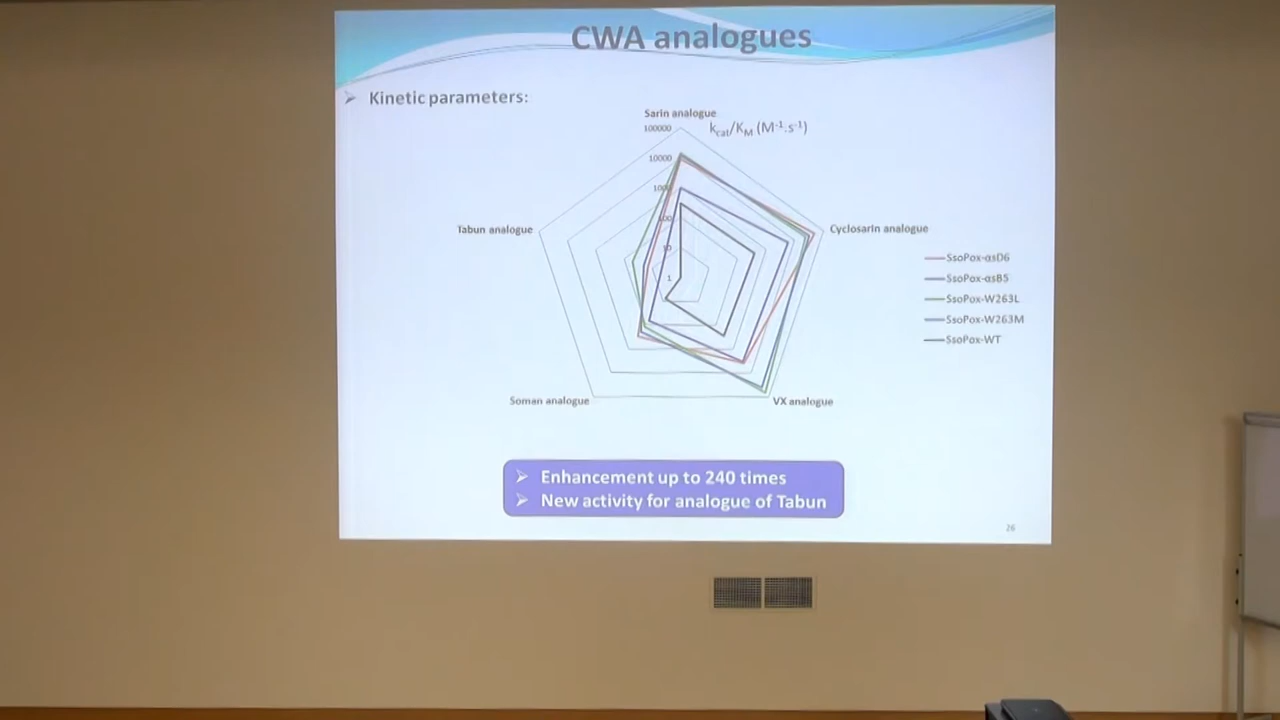 CWA analogues
➢ Kinetic parameters:
Sarin analogue
100000
kcat/KM (M⁻¹.s⁻¹)
10000
1000
100
10
1
Tabun analogue
Cyclosarin analogue
SsoPox-αsD6
SsoPox-αsB5
SsoPox-W263L
SsoPox-W263M
SsoPox-WT
Soman analogue
VX analogue
➢ Enhancement up to 240 times
➢ New activity for analogue of Tabun
26